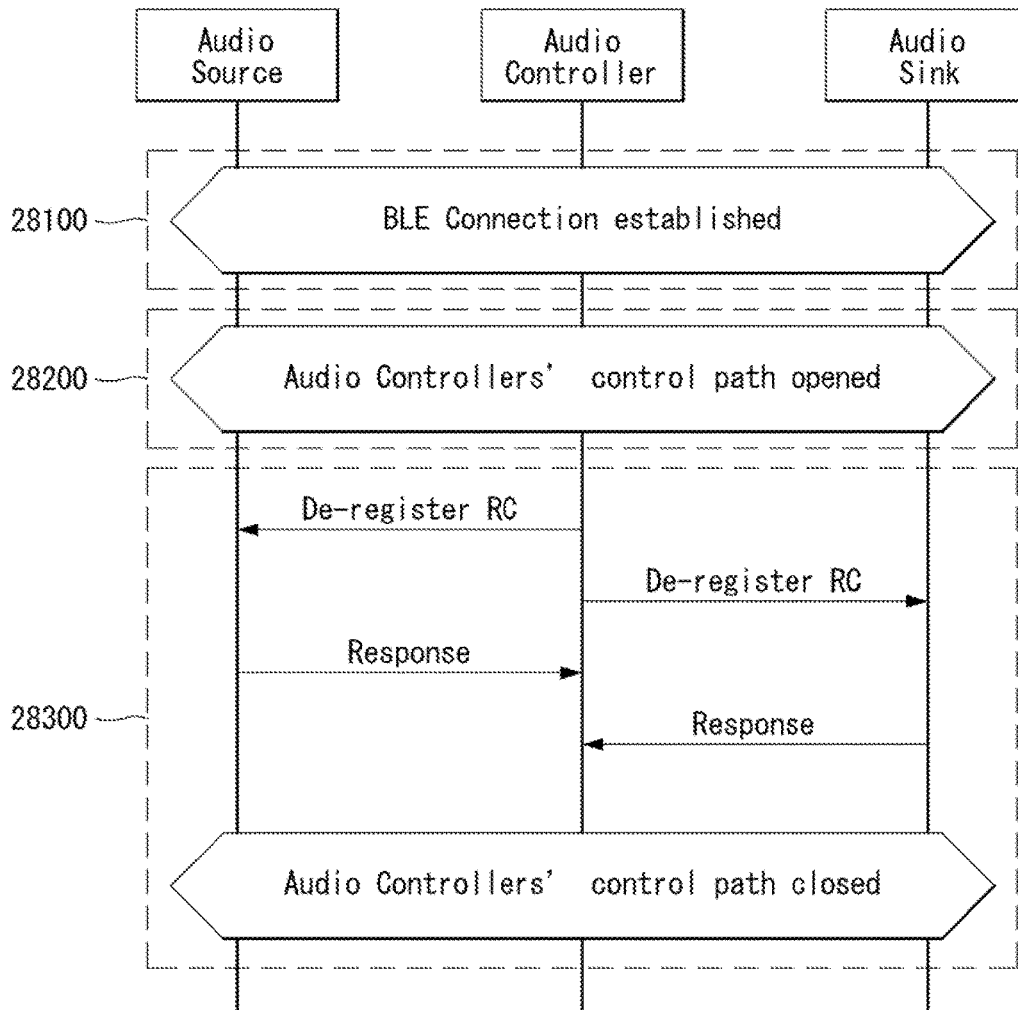 Audio
Source
Audio
Controller
Audio
Sink
28100
BLE Connection established
28200
Audio Controllers' control path opened
De-register RC
De-register RC
Response
28300
Response
Audio Controllers' control path closed